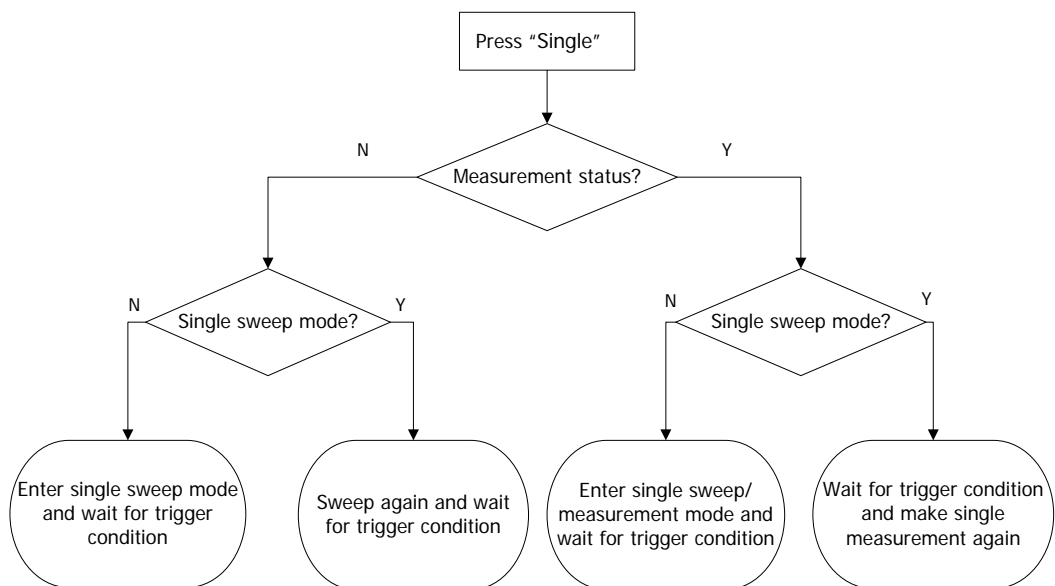 Press “Single”
N
Y
Measurement status?
N
Y
N
Y
Single sweep mode?
Single sweep mode?
Enter single sweep mode
and wait for trigger
condition
Sweep again and wait
for trigger condition
Enter single sweep/
measurement mode and
wait for trigger condition
Wait for trigger condition
and make single
measurement again